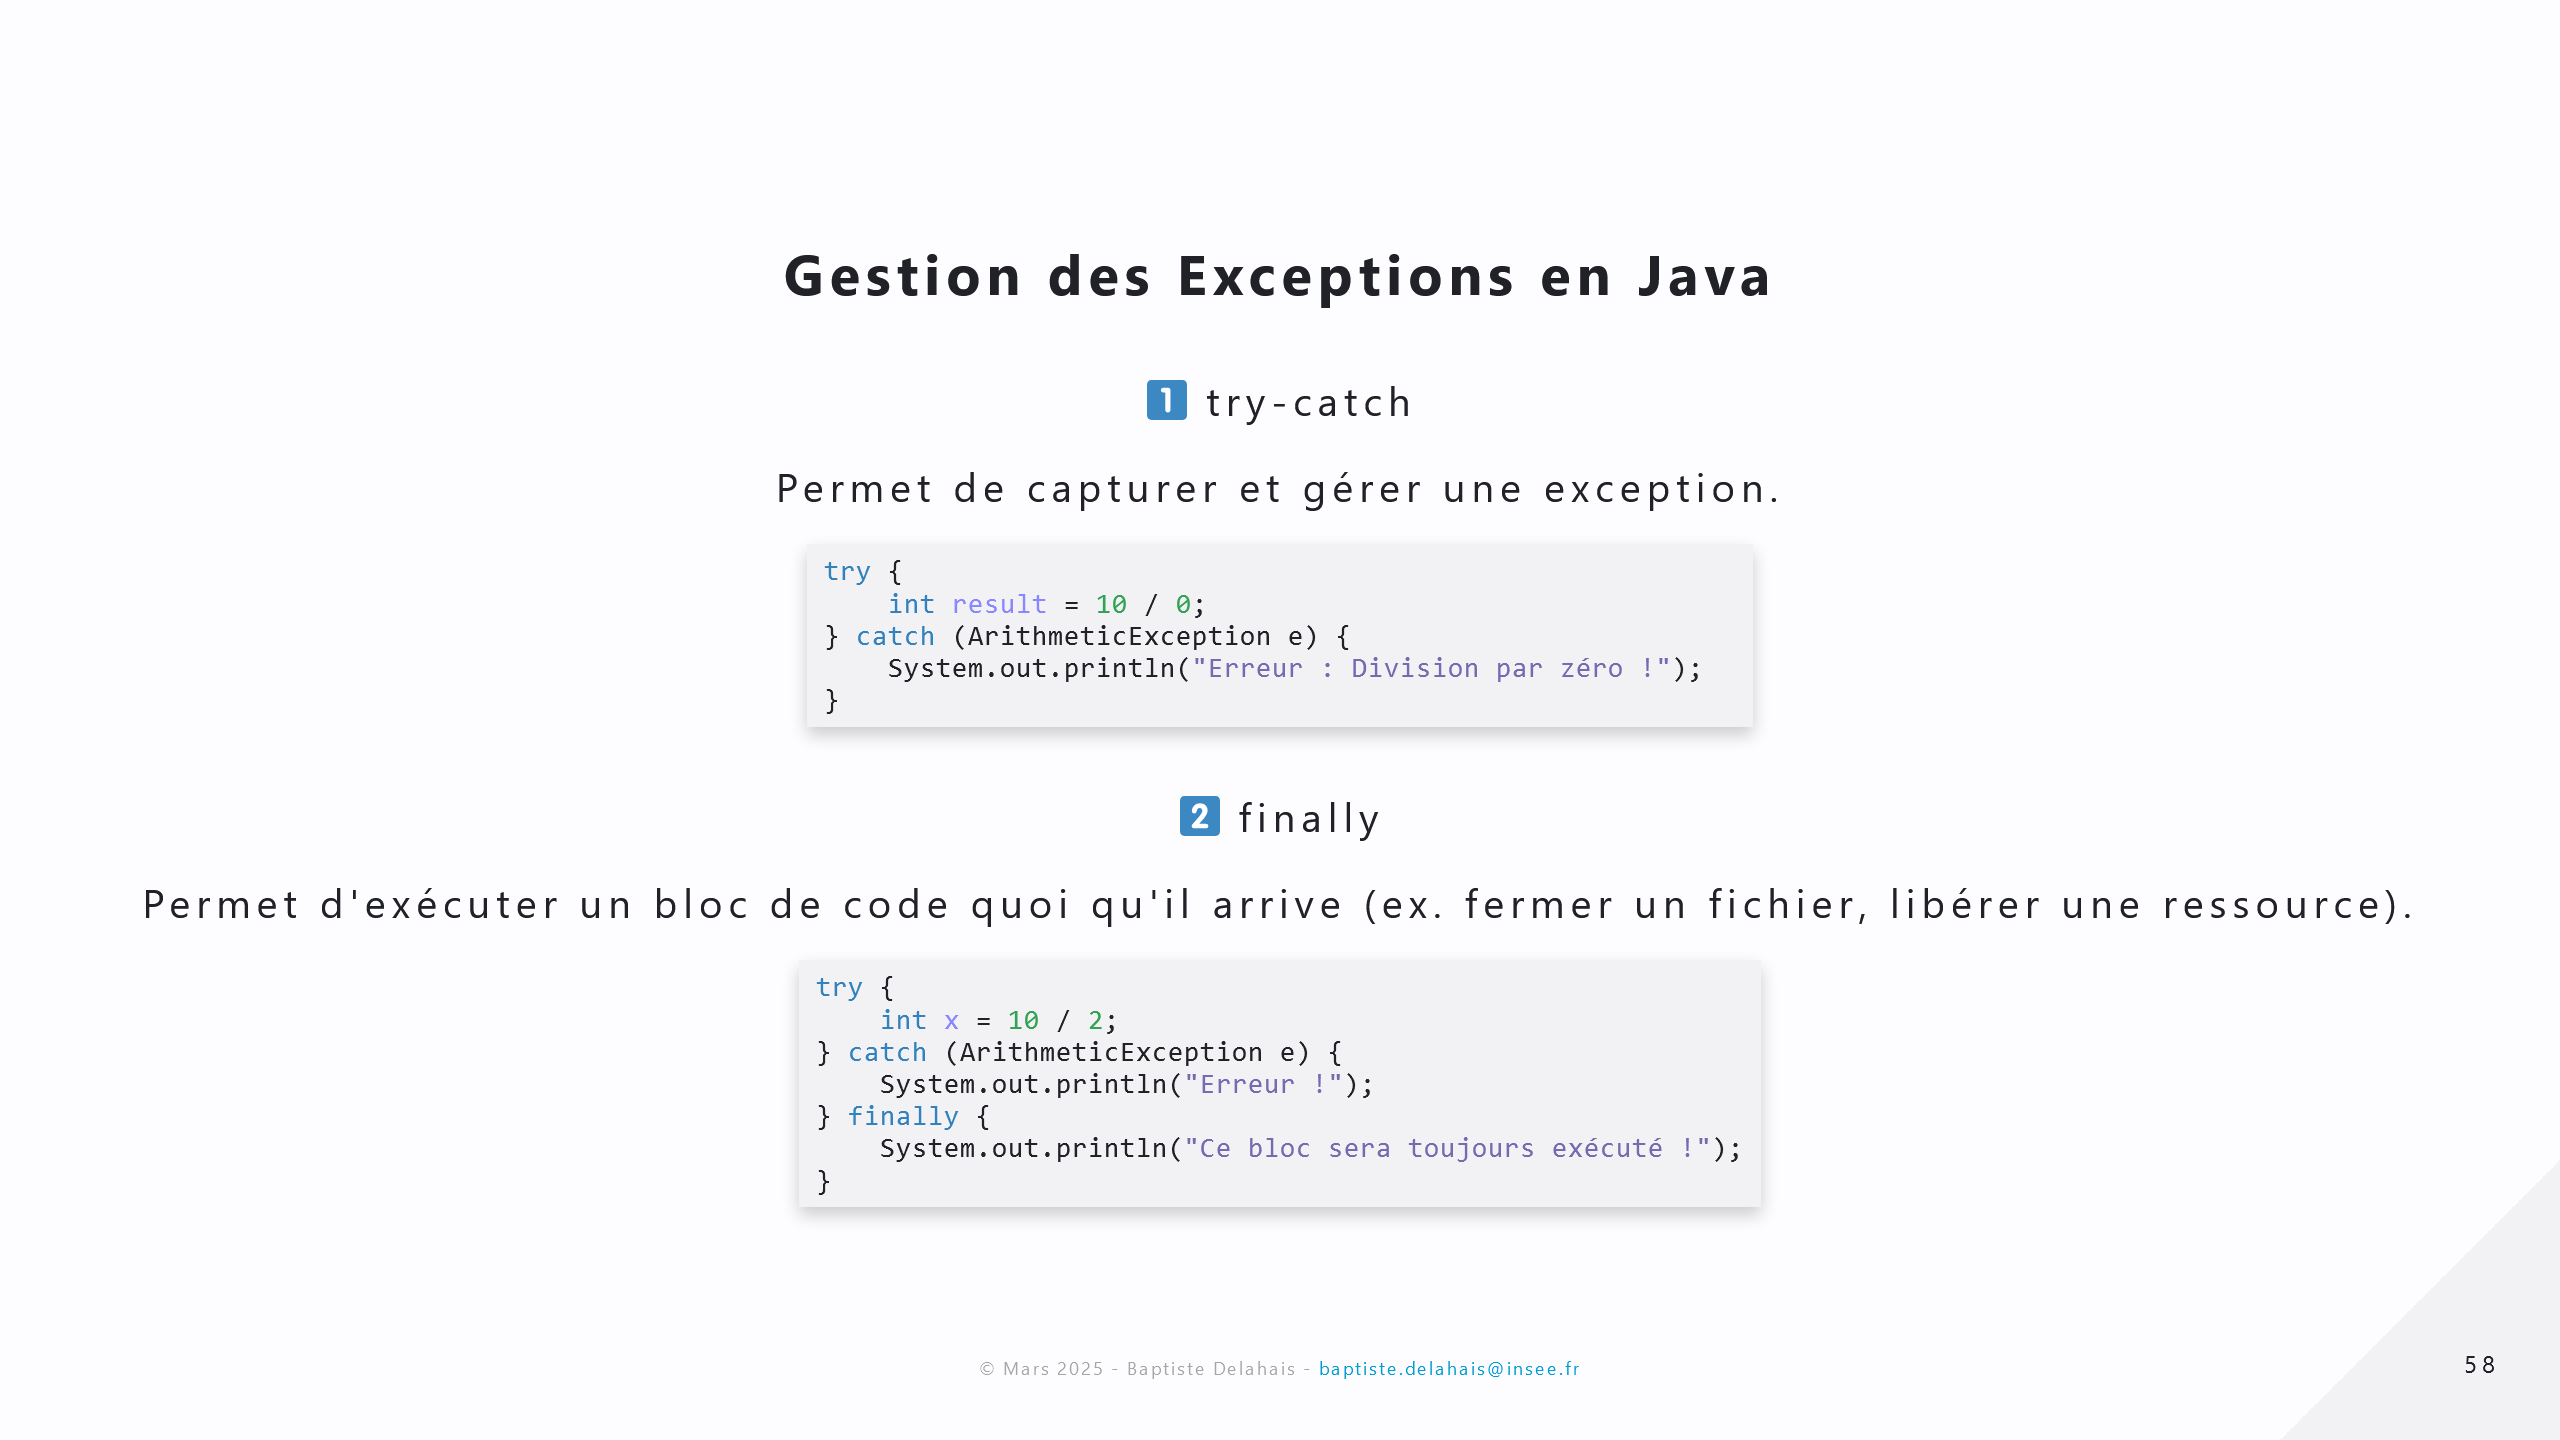 Gestion des Exceptions en Java
1 try-catch
Permet de capturer et gérer une exception.
try {
    int result = 10 / 0;
} catch (ArithmeticException e) {
    System.out.println("Erreur : Division par zéro !");
}
2 finally
Permet d'exécuter un bloc de code quoi qu'il arrive (ex. fermer un fichier, libérer une ressource).
try {
    int x = 10 / 2;
} catch (ArithmeticException e) {
    System.out.println("Erreur !");
} finally {
    System.out.println("Ce bloc sera toujours exécuté !");
}
© Mars 2025 - Baptiste Delahais - baptiste.delahais@insee.fr
58